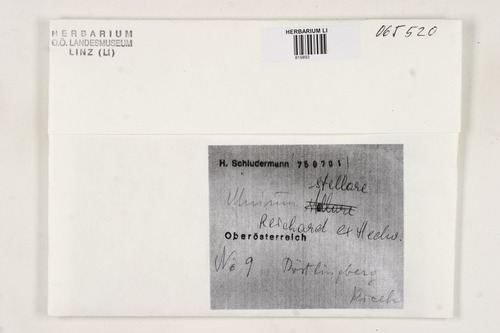 HERBARIUM
O.Ö. LANDESMUSEUM
LINZ (LI)
HERBARIUM LI
065520
H. Schludermann 750701
stellare
Mnium
Reichard ex Hedw.
Oberösterreich
No 9 Pöstlingberg